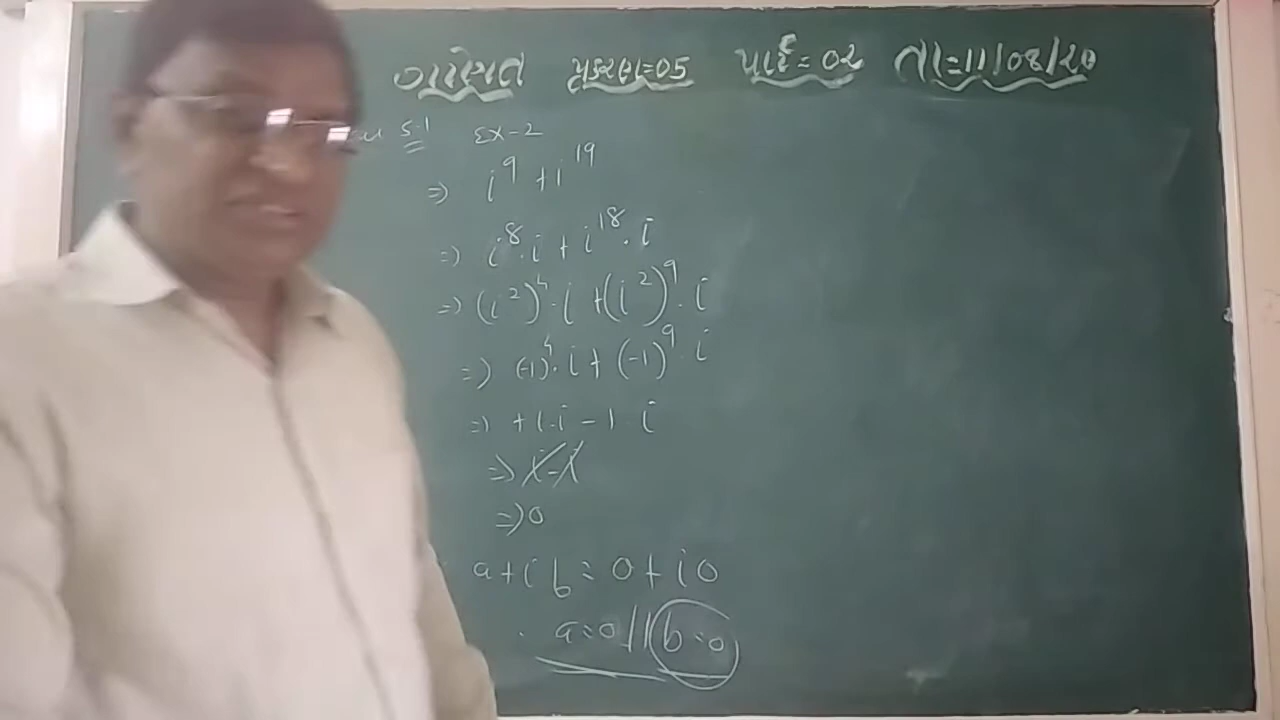 ગણિત પ્રકરણ=05 પાર્ટ=02 તા=11/08/20
5.1 Ex-2
⇒ i⁹ + i¹⁹
⇒ i⁸.i + i¹⁸.i
⇒ (i²)⁴.i + (i²)⁹.i
⇒ (-1)⁴.i + (-1)⁹.i
⇒ +1.i - 1 i
⇒ i - i
⇒ 0
a+ib = 0+i0
a=0 // b=0